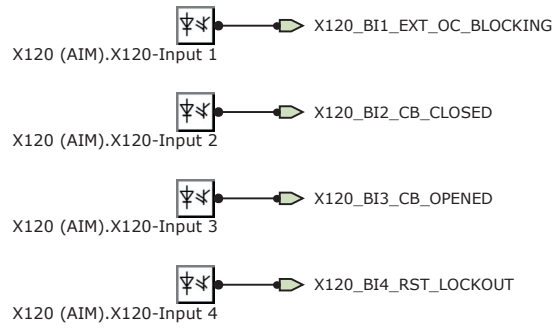 X120_BI1_EXT_OC_BLOCKING
X120 (AIM).X120-Input 1
X120_BI2_CB_CLOSED
X120 (AIM).X120-Input 2
X120_BI3_CB_OPENED
X120 (AIM).X120-Input 3
X120_BI4_RST_LOCKOUT
X120 (AIM).X120-Input 4